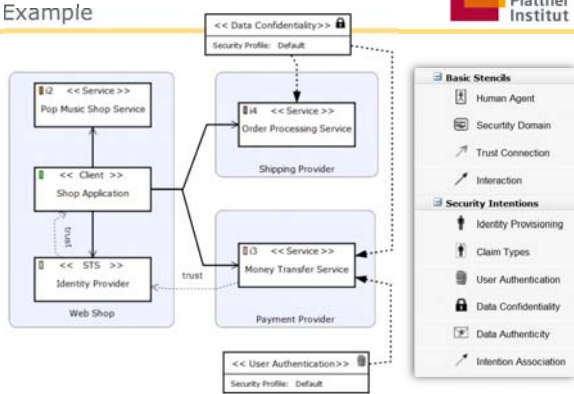 Example
Plattner
Institut
<< Data Confidentiality>>
Security Profile: Default
i2 << Service >>
Pop Music Shop Service
<< Client >>
Shop Application
trust
<< STS >>
Identity Provider
Web Shop
i4 << Service >>
Order Processing Service
Shipping Provider
i3 << Service >>
Money Transfer Service
trust
Payment Provider
<< User Authentication>>
Security Profile: Default
Basic Stencils
Human Agent
Securtity Domain
Trust Connection
Interaction
Security Intentions
Identity Provisioning
Claim Types
User Authentication
Data Confidentiality
Data Authenticity
Intention Association